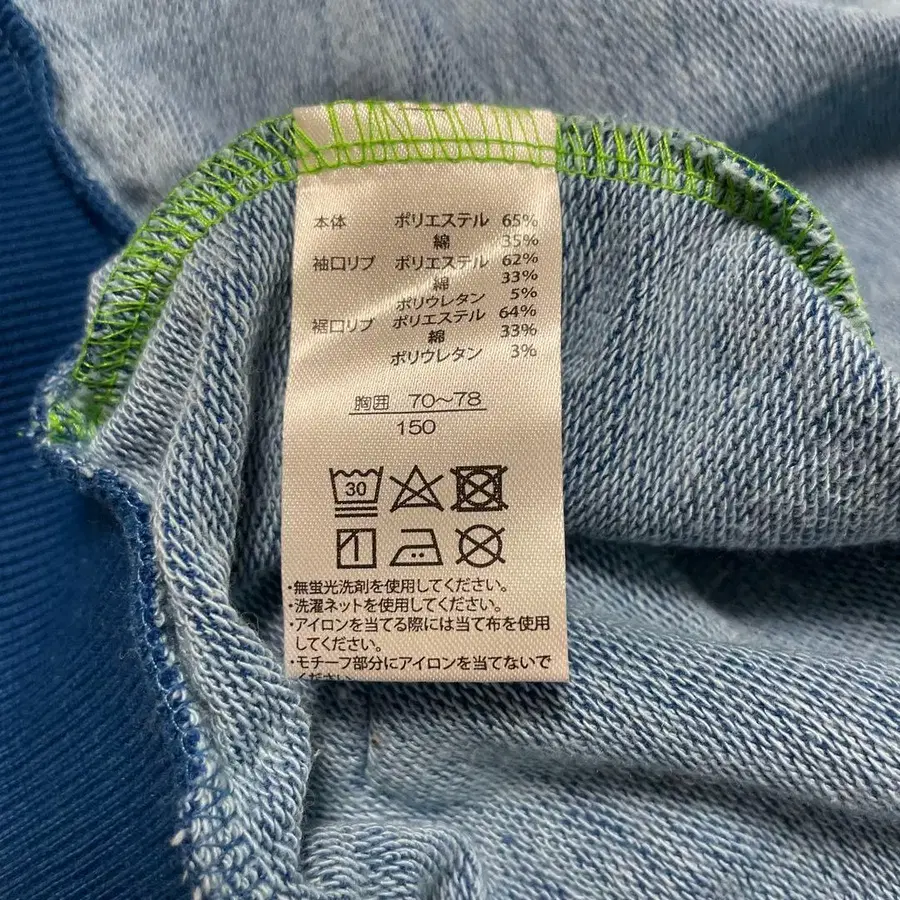 本体 ポリエステル 65%
綿 35%
袖口リブ ポリエステル 62%
綿 33%
ポリウレタン 5%
裾口リブ ポリエステル 64%
綿 33%
ポリウレタン 3%
胸囲 70～78
150
30
・無蛍光洗剤を使用してください。
・洗濯ネットを使用してください。
・アイロンを当てる際には当て布を使用
してください。
・モチーフ部分にアイロンを当てないで
ください。